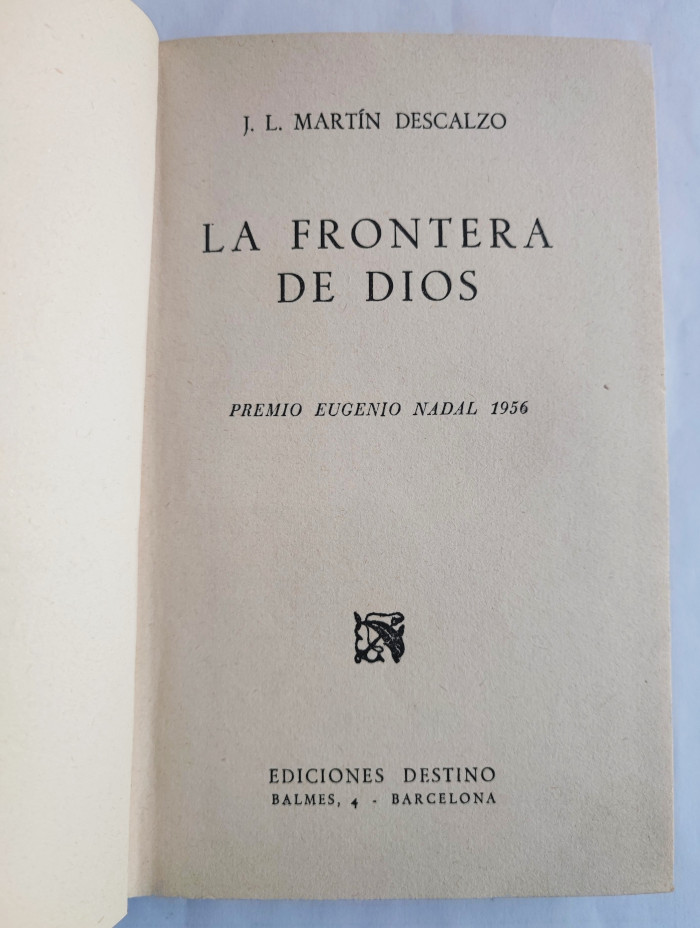 J. L. MARTÍN DESCALZO
LA FRONTERA
DE DIOS
PREMIO EUGENIO NADAL 1956
EDICIONES DESTINO
BALMES, 4 - BARCELONA